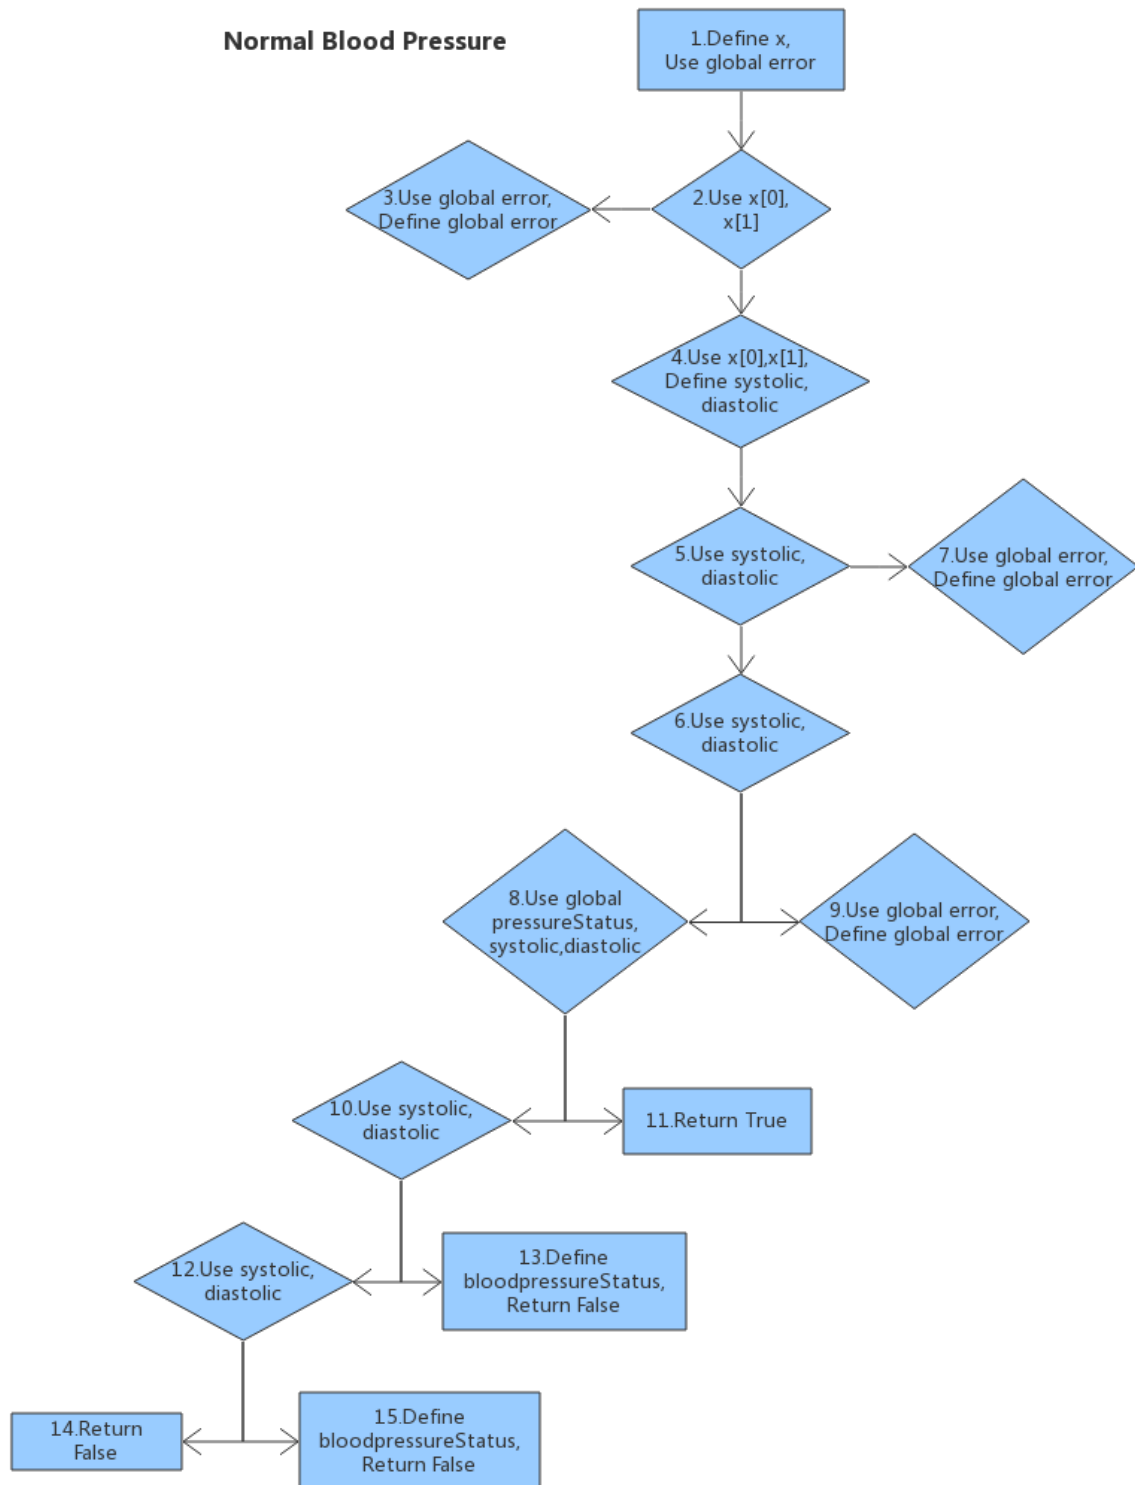 Normal Blood Pressure
1.Define x,
Use global error
2.Use x[0],
x[1]
3.Use global error,
Define global error
4.Use x[0],x[1],
Define systolic,
diastolic
5.Use systolic,
diastolic
7.Use global error,
Define global error
6.Use systolic,
diastolic
8.Use global
pressureStatus,
systolic,diastolic
9.Use global error,
Define global error
10.Use systolic,
diastolic
11.Return True
12.Use systolic,
diastolic
13.Define
bloodpressureStatus,
Return False
14.Return
False
15.Define
bloodpressureStatus,
Return False